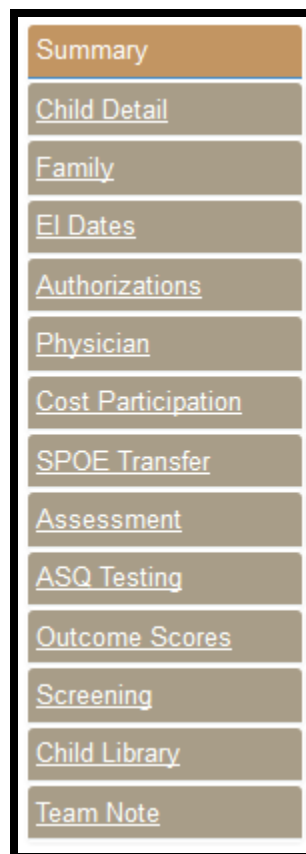 Summary
Child Detail
Family
EI Dates
Authorizations
Physician
Cost Participation
SPOE Transfer
Assessment
ASQ Testing
Outcome Scores
Screening
Child Library
Team Note